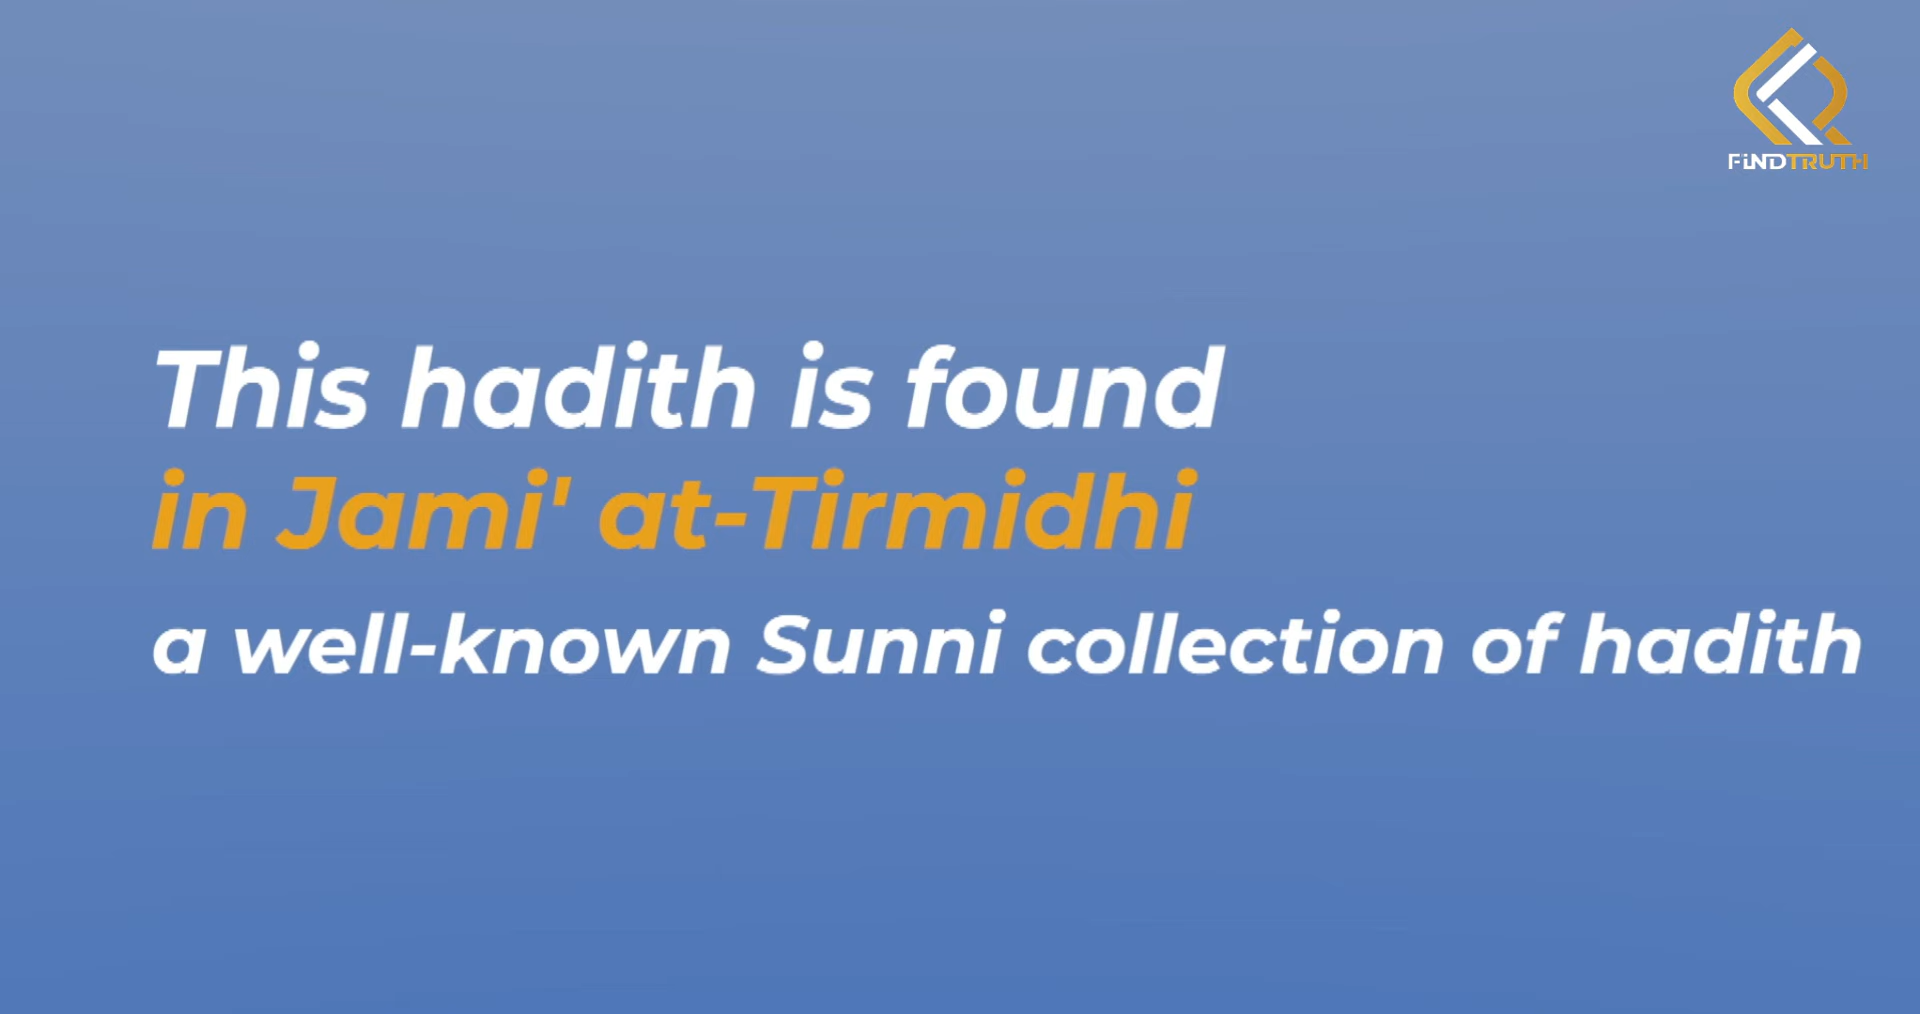 FiNDTRUTH
This hadith is found
in Jami' at-Tirmidhi
a well-known Sunni collection of hadith